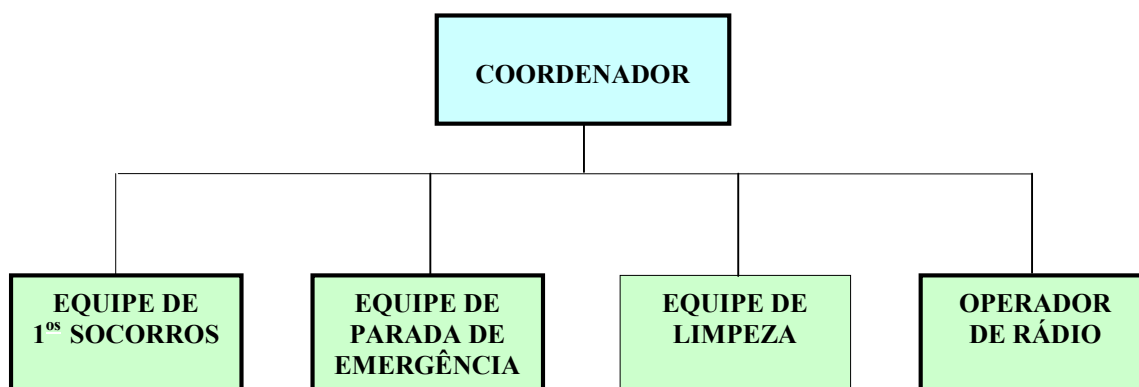 COORDENADOR
EQUIPE DE
1ºˢ SOCORROS
EQUIPE DE
PARADA DE
EMERGÊNCIA
EQUIPE DE
LIMPEZA
OPERADOR
DE RÁDIO